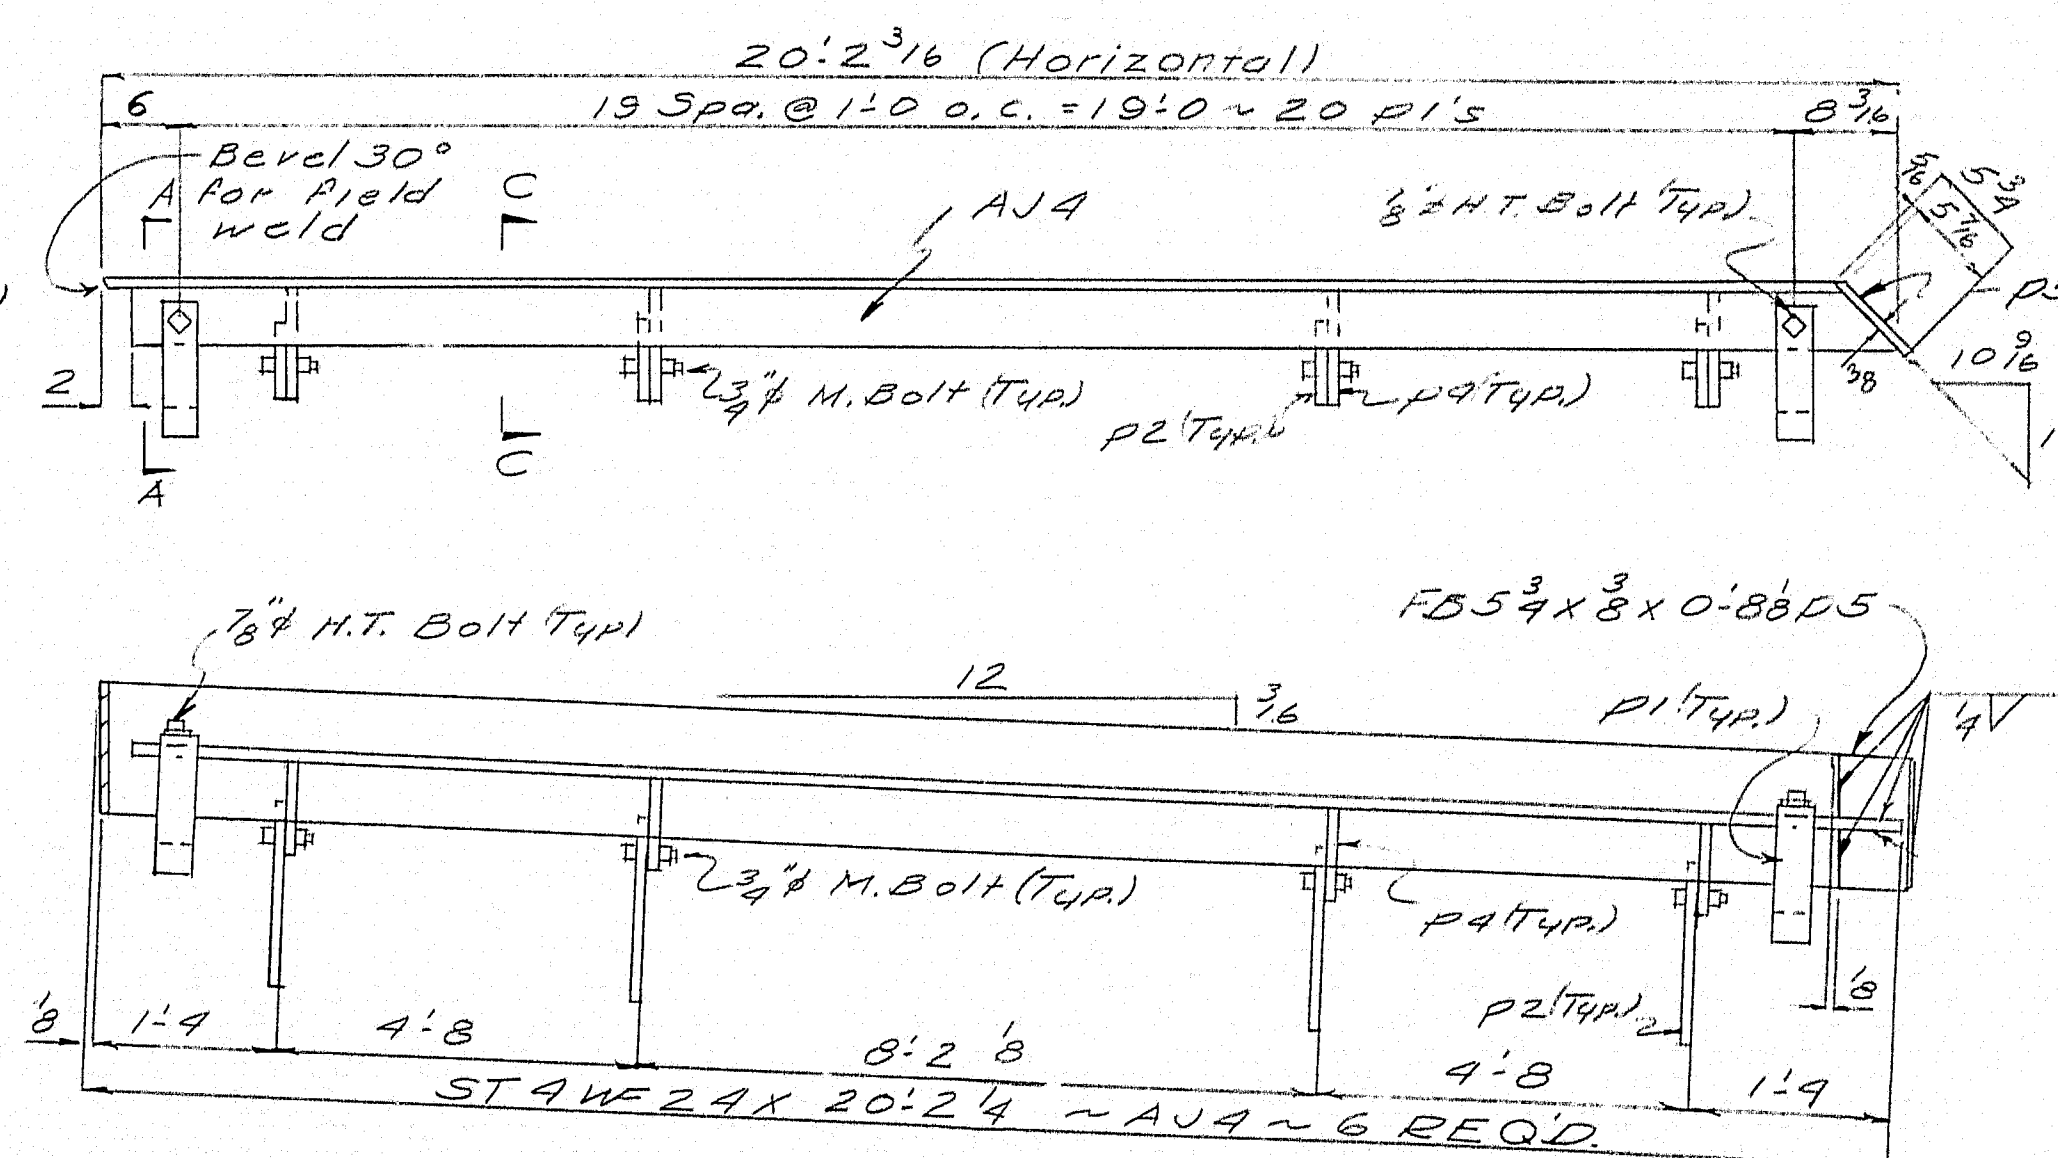 20'-2 3/16 (Horizontal)
6
19 Spa. @ 1'-0 o.c. = 19'-0 ~ 20 p1's
8 3/16
Bevel 30°
for field
weld
A
C
AJ4
H.T. Bolt (Typ)
5/16
5 3/4
5 7/16
2
3/4"ϕ M. Bolt (Typ.)
p2 (Typ.)
p4 (Typ.)
3/8
10 9/16
1
A
C
7/8"ϕ H.T. Bolt (Typ)
FB 5 3/4 x 3/8 x 0'-8 1/8 p5
12
3/16
p1 (Typ.)
1/4
3/4"ϕ M. Bolt (Typ.)
p4 (Typ.)
p2 (Typ.)
1/8
1/8
1'-4
4'-8
8'-2 1/8
4'-8
1'-4
ST 4 WF 24 x 20'-2 1/4 ~ AJ4 ~ 6 REQ'D.